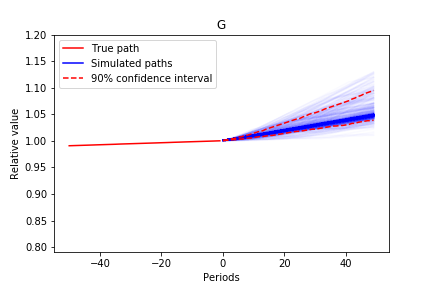 G
1.20
1.15
1.10
1.05
1.00
0.95
0.90
0.85
0.80
Relative value
True path
Simulated paths
90% confidence interval
−40
−20
0
20
40
Periods